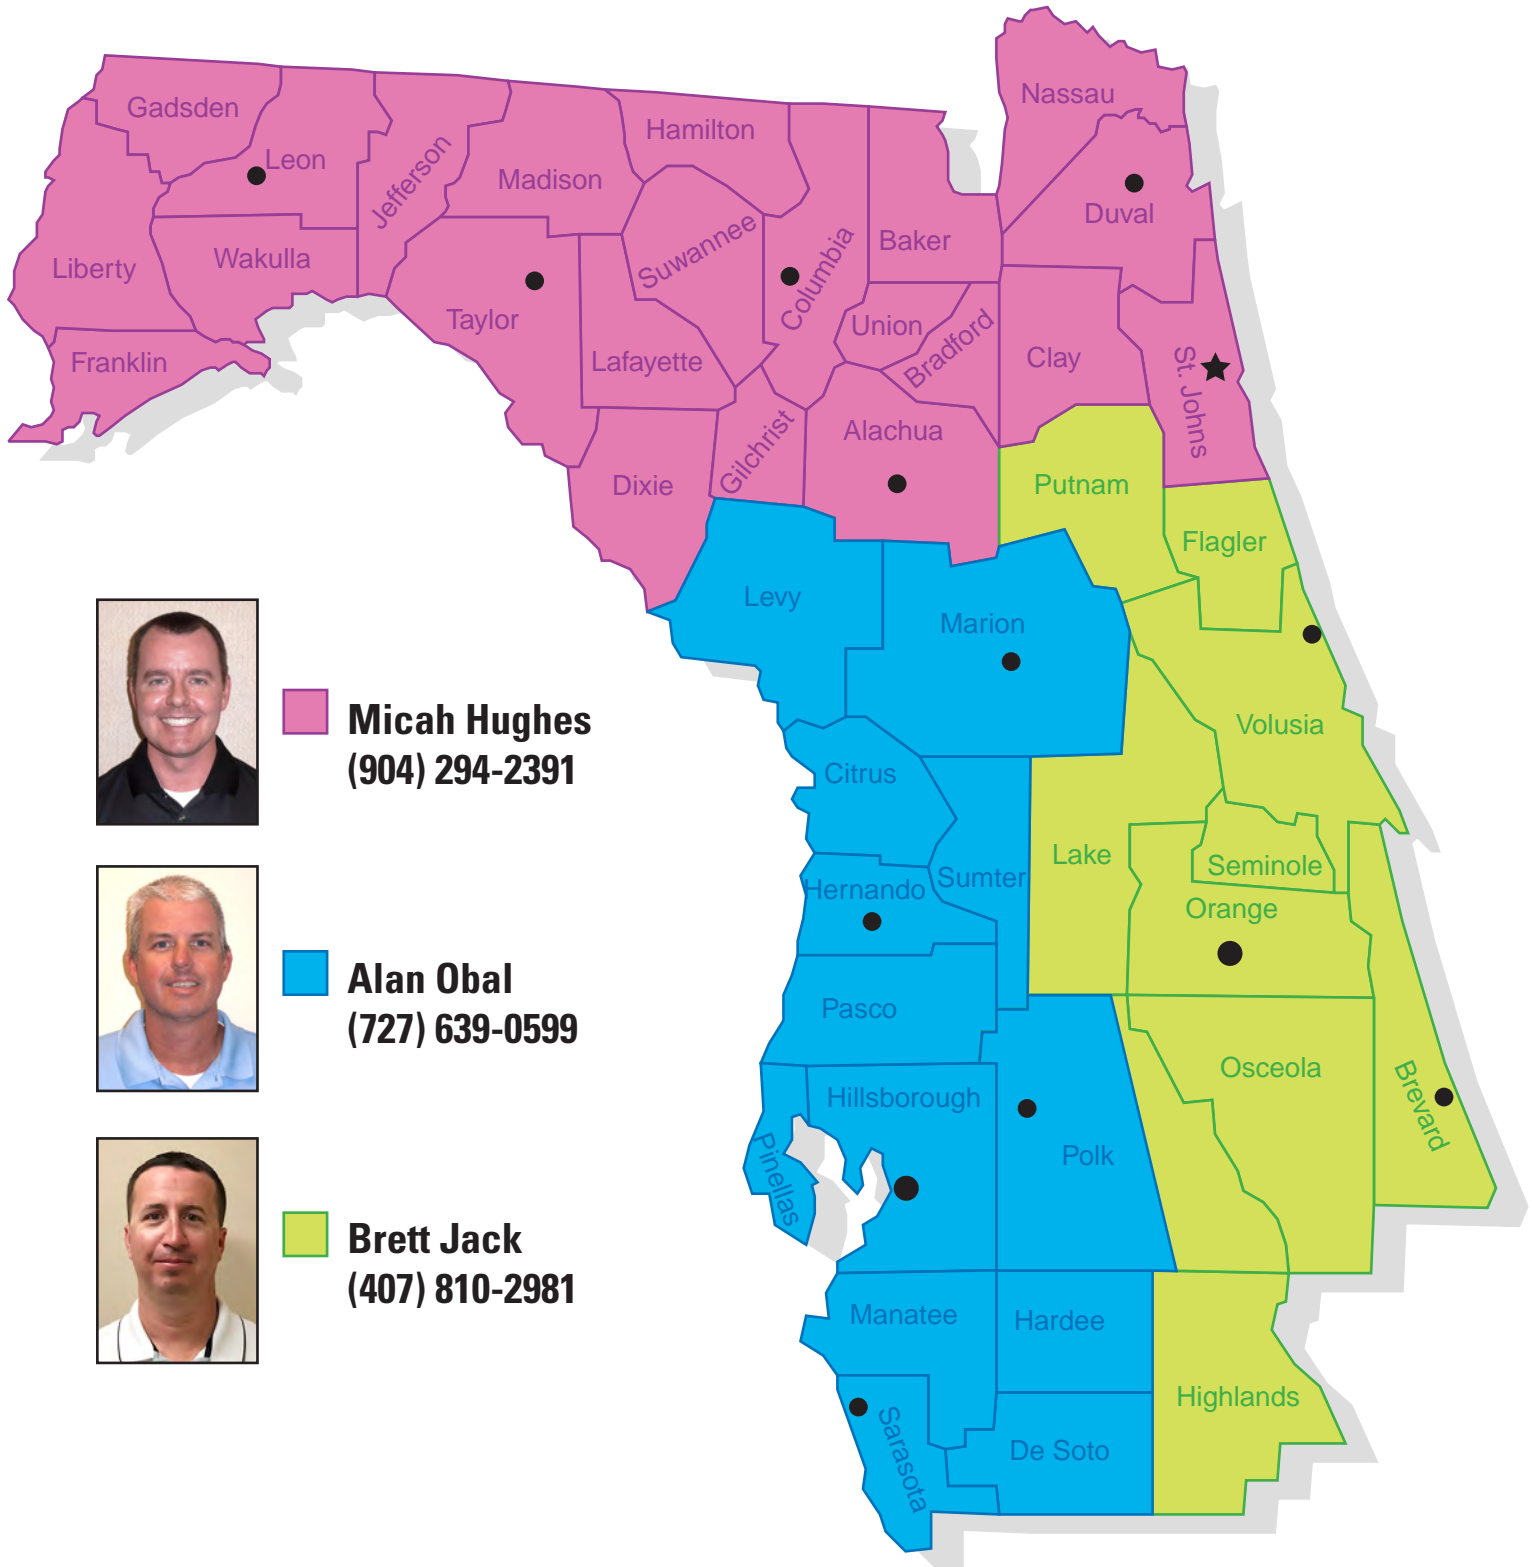 Nassau
Gadsden
Hamilton
Leon
Jefferson
Madison
Duval
Suwannee
Columbia
Baker
Liberty
Wakulla
Taylor
Union
Bradford
Lafayette
Clay
St. Johns
Franklin
Gilchrist
Alachua
Dixie
Putnam
Flagler
Levy
Marion
Micah Hughes
(904) 294-2391
Volusia
Citrus
Lake
Seminole
Sumter
Hernando
Orange
Alan Obal
(727) 639-0599
Pasco
Osceola
Hillsborough
Brevard
Polk
Pinellas
Brett Jack
(407) 810-2981
Manatee
Hardee
Highlands
Sarasota
De Soto